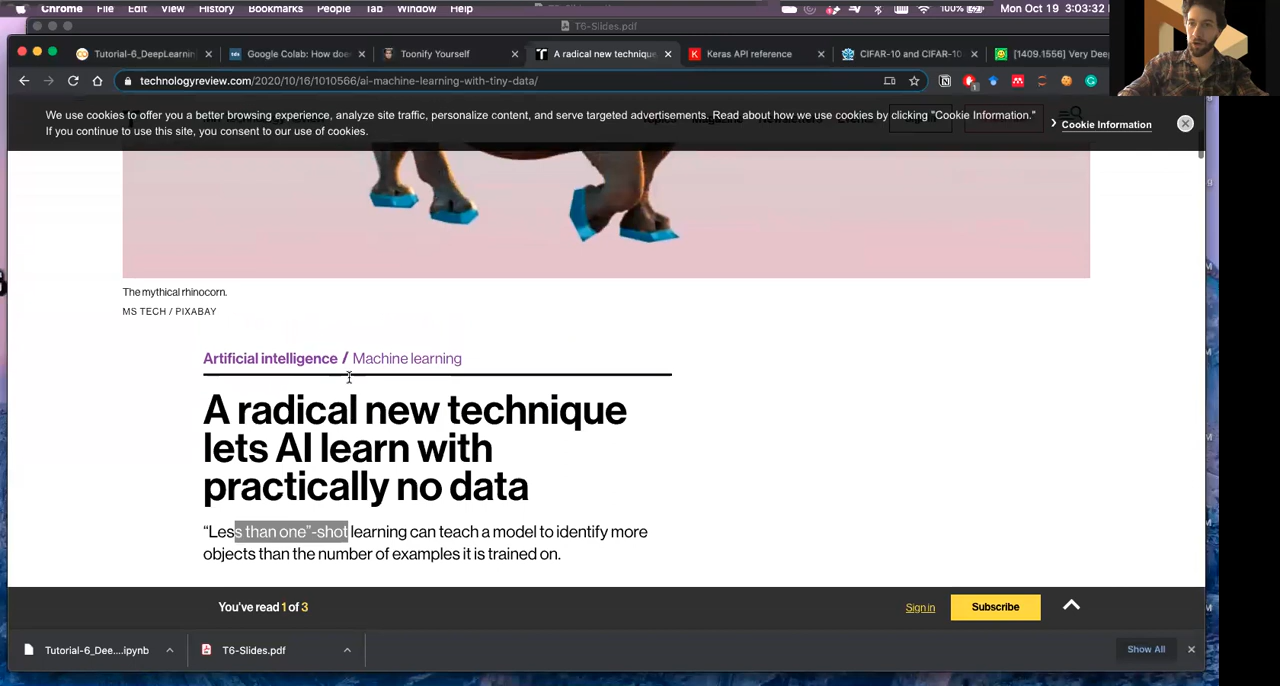 Chrome File Edit View History Bookmarks People Tab Window Help 100% Mon Oct 19 3:03:32
T6-Slides.pdf
Tutorial-6_DeepLearnin Google Colab: How doe Toonify Yourself A radical new technique Keras API reference CIFAR-10 and CIFAR-10 [1409.1556] Very Deep
technologyreview.com/2020/10/16/1010566/ai-machine-learning-with-tiny-data/
We use cookies to offer you a better browsing experience, analyze site traffic, personalize content, and serve targeted advertisements. Read about how we use cookies by clicking "Cookie Information."
If you continue to use this site, you consent to our use of cookies.
Cookie Information
The mythical rhinocorn.
MS TECH / PIXABAY
Artificial intelligence / Machine learning
A radical new technique
lets AI learn with
practically no data
“Less than one”-shot learning can teach a model to identify more
objects than the number of examples it is trained on.
You've read 1 of 3
Sign in
Subscribe
Tutorial-6_Dee....ipynb
T6-Slides.pdf
Show All